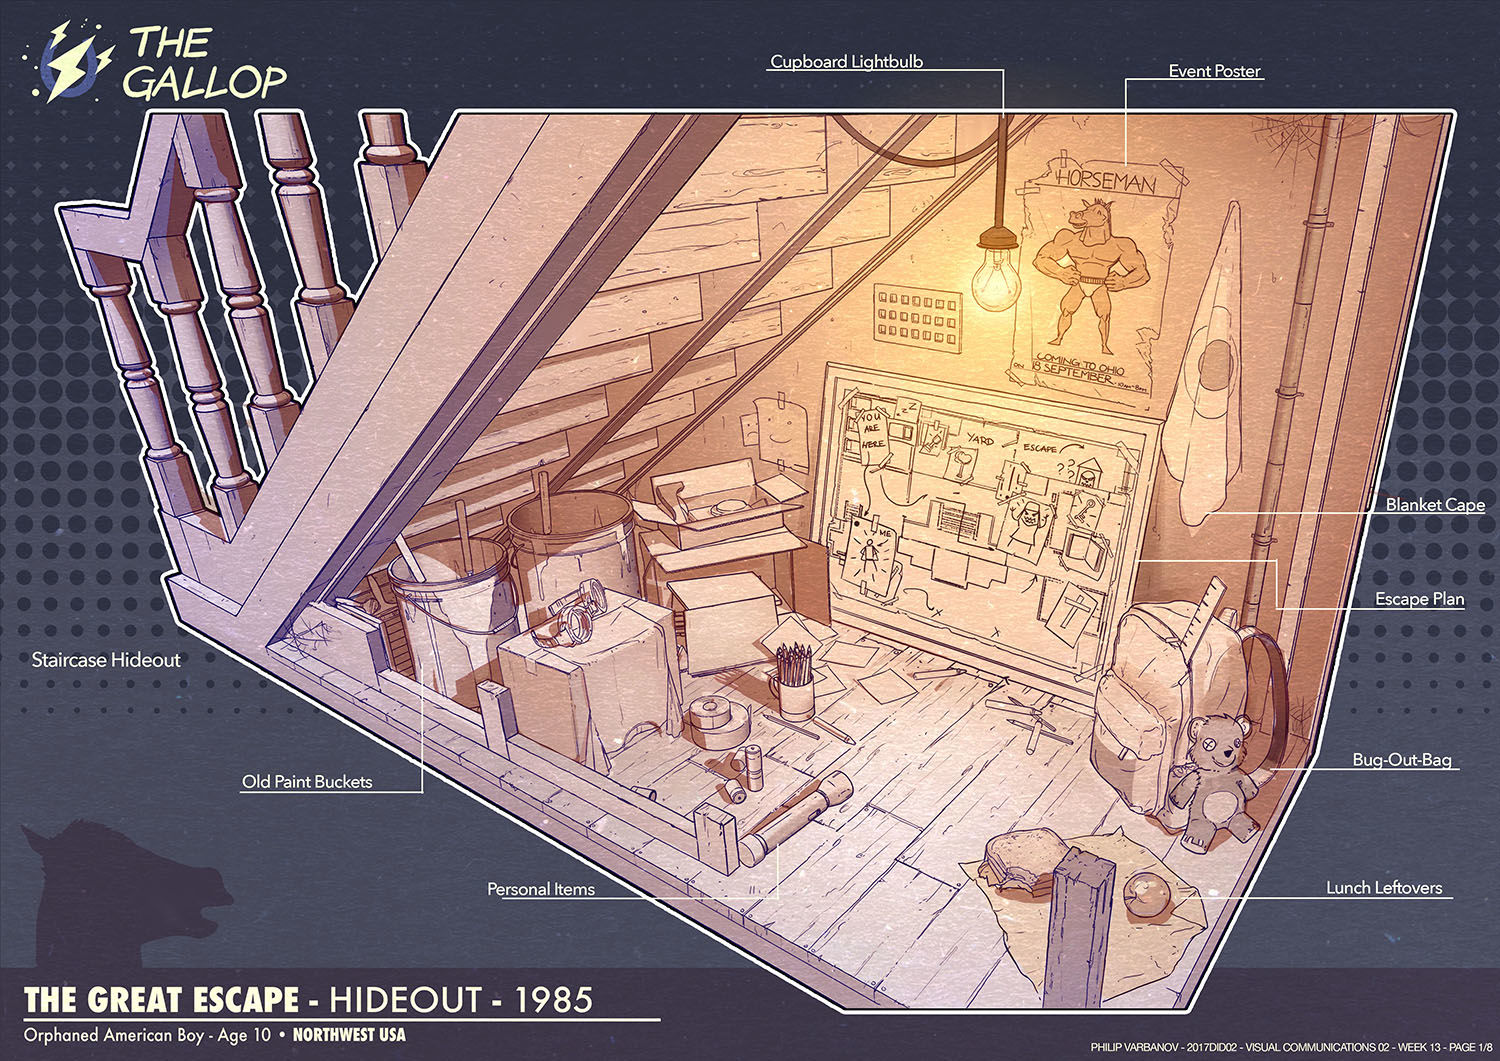 THE
GALLOP
Cupboard Lightbulb
Event Poster
HORSEMAN
COMING TO OHIO
ON 18 SEPTEMBER. 10AM-8PM
YOU
ARE
HERE
zZZ
YARD
ESCAPE
???
ME
Blanket Cape
Escape Plan
Staircase Hideout
Bug-Out-Bag
Old Paint Buckets
Personal Items
Lunch Leftovers
THE GREAT ESCAPE - HIDEOUT - 1985
Orphaned American Boy - Age 10 • NORTHWEST USA
PHILIP VARBANOV - 2017DID02 - VISUAL COMMUNICATIONS 02 - WEEK 13 - PAGE 1/8